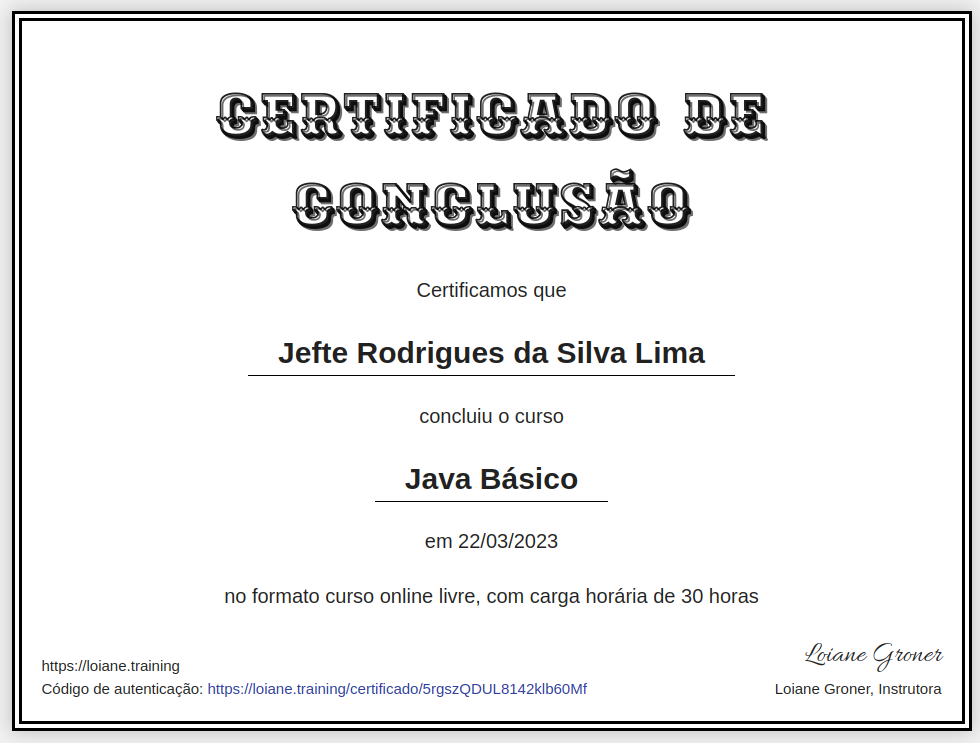 CERTIFICADO DE
CONCLUSÃO
Certificamos que
Jefte Rodrigues da Silva Lima
concluiu o curso
Java Básico
em 22/03/2023
no formato curso online livre, com carga horária de 30 horas
Loiane Groner
https://loiane.training
Código de autenticação: https://loiane.training/certificado/5rgszQDUL8142klb60Mf
Loiane Groner, Instrutora